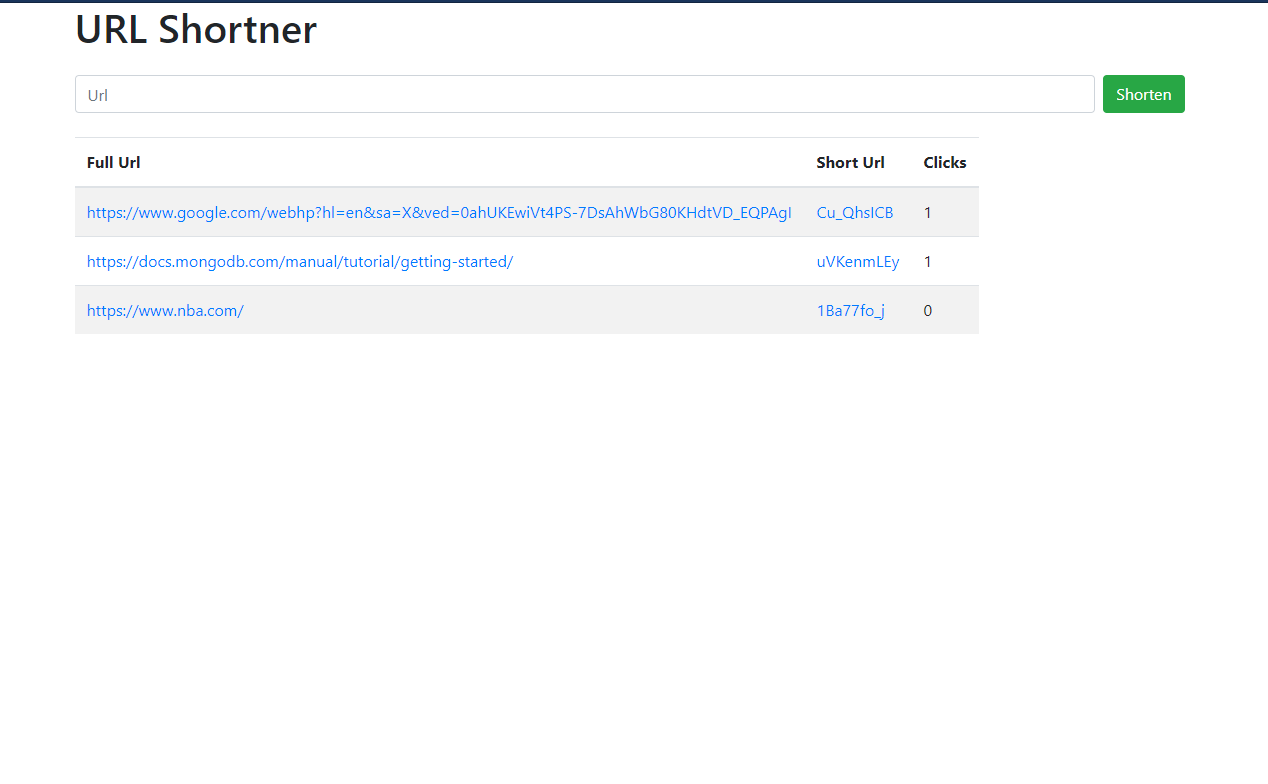 URL Shortner
Url Shorten
Full Url Short Url Clicks
https://www.google.com/webhp?hl=en&sa=X&ved=0ahUKEwiVt4PS-7DsAhWbG80KHdtVD_EQPAgI Cu_QhsICB 1
https://docs.mongodb.com/manual/tutorial/getting-started/ uVKenmLEy 1
https://www.nba.com/ 1Ba77fo_j 0